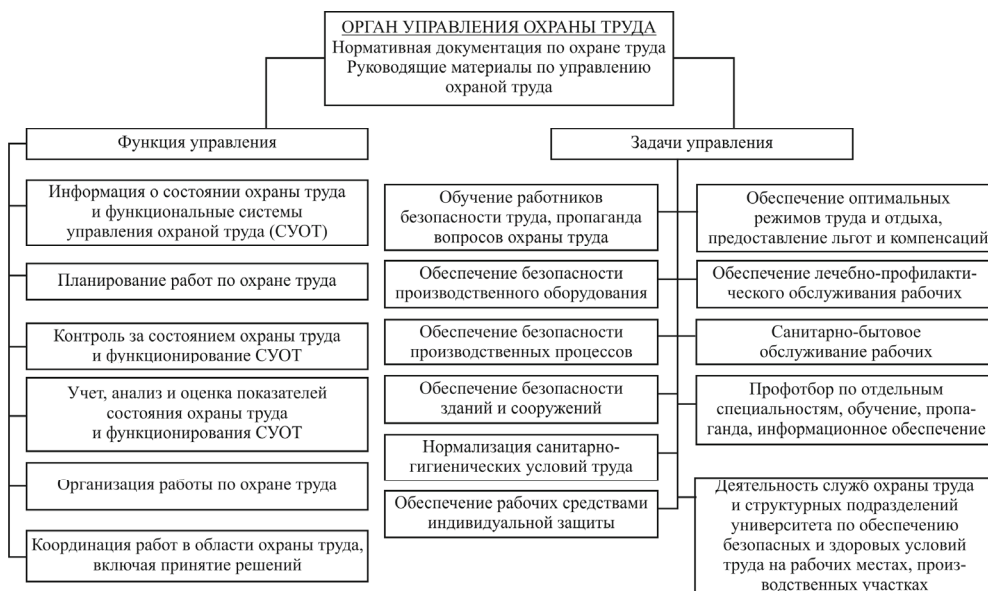 ОРГАН УПРАВЛЕНИЯ ОХРАНЫ ТРУДА
Нормативная документация по охране труда
Руководящие материалы по управлению
охраной труда
Функция управления
Информация о состоянии охраны труда
и функциональные системы
управления охраной труда (СУОТ)
Планирование работ по охране труда
Контроль за состоянием охраны труда
и функционирование СУОТ
Учет, анализ и оценка показателей
состояния охраны труда
и функционирования СУОТ
Организация работы по охране труда
Координация работ в области охраны труда,
включая принятие решений
Задачи управления
Обучение работников
безопасности труда, пропаганда
вопросов охраны труда
Обеспечение безопасности
производственного оборудования
Обеспечение безопасности
производственных процессов
Обеспечение безопасности
зданий и сооружений
Нормализация санитарно-
гигиенических условий труда
Обеспечение рабочих средствами
индивидуальной защиты
Обеспечение оптимальных
режимов труда и отдыха,
предоставление льгот и компенсаций
Обеспечение лечебно-профилакти-
ческого обслуживания рабочих
Санитарно-бытовое
обслуживание рабочих
Профотбор по отдельным
специальностям, обучение, пропа-
ганда, информационное обеспечение
Деятельность служб охраны труда
и структурных подразделений
университета по обеспечению
безопасных и здоровых условий
труда на рабочих местах, произ-
водственных участках